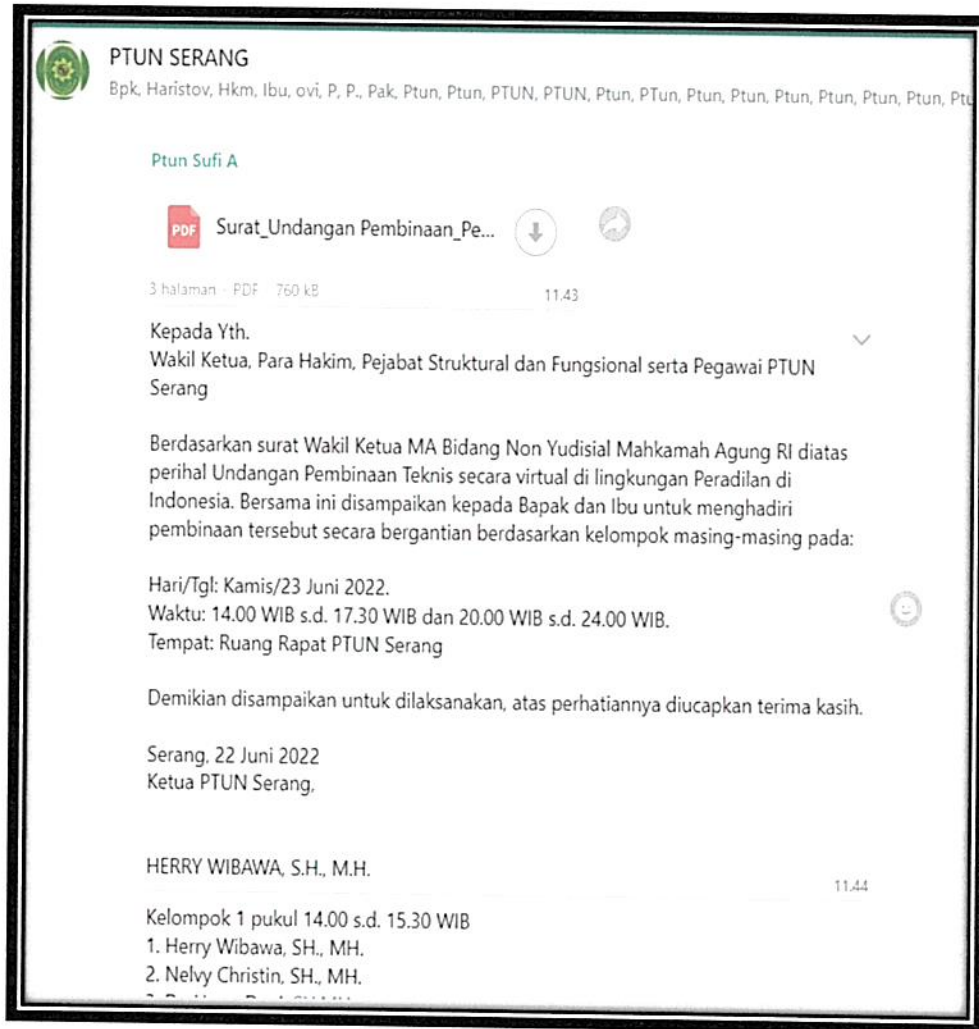 PTUN SERANG
Bpk, Haristov, Hkm, Ibu, ovi, P, P., Pak, Ptun, Ptun, PTUN, PTUN, Ptun, PTun, Ptun, Ptun, Ptun, Ptun, Ptun, Ptun, Ptu
Ptun Sufi A
PDF
Surat_Undangan Pembinaan_Pe...
3 halaman · PDF · 760 kB
11.43
Kepada Yth.
Wakil Ketua, Para Hakim, Pejabat Struktural dan Fungsional serta Pegawai PTUN
Serang
Berdasarkan surat Wakil Ketua MA Bidang Non Yudisial Mahkamah Agung RI diatas
perihal Undangan Pembinaan Teknis secara virtual di lingkungan Peradilan di
Indonesia. Bersama ini disampaikan kepada Bapak dan Ibu untuk menghadiri
pembinaan tersebut secara bergantian berdasarkan kelompok masing-masing pada:
Hari/Tgl: Kamis/23 Juni 2022.
Waktu: 14.00 WIB s.d. 17.30 WIB dan 20.00 WIB s.d. 24.00 WIB.
Tempat: Ruang Rapat PTUN Serang
Demikian disampaikan untuk dilaksanakan, atas perhatiannya diucapkan terima kasih.
Serang, 22 Juni 2022
Ketua PTUN Serang,
HERRY WIBAWA, S.H., M.H.
11.44
Kelompok 1 pukul 14.00 s.d. 15.30 WIB
1. Herry Wibawa, SH., MH.
2. Nelvy Christin, SH., MH.